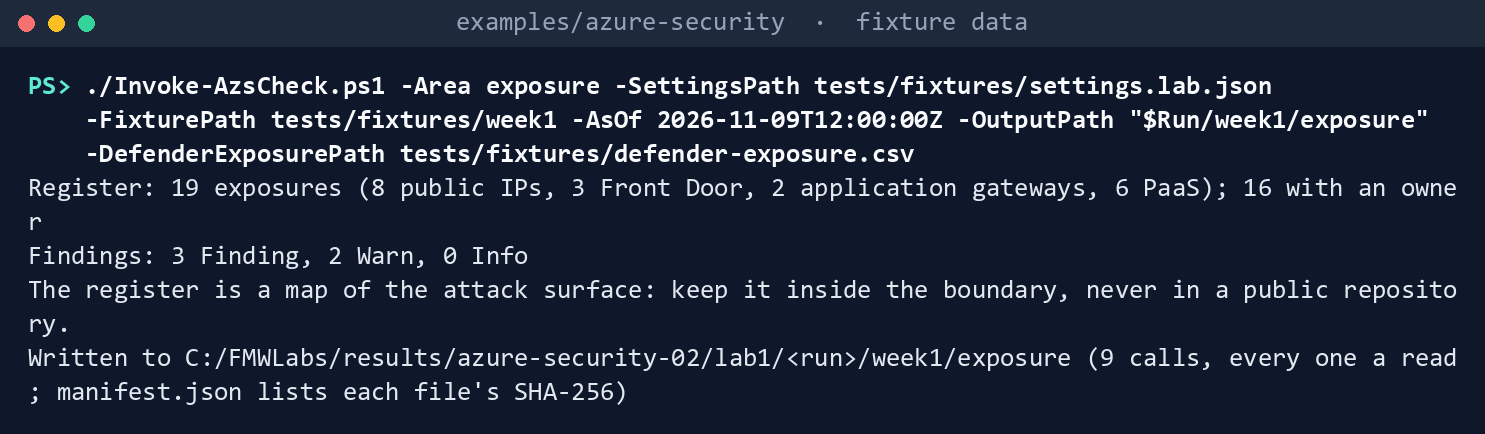 examples/azure-security · fixture data
PS> ./Invoke-AzsCheck.ps1 -Area exposure -SettingsPath tests/fixtures/settings.lab.json
-FixturePath tests/fixtures/week1 -AsOf 2026-11-09T12:00:00Z -OutputPath "$Run/week1/exposure"
-DefenderExposurePath tests/fixtures/defender-exposure.csv
Register: 19 exposures (8 public IPs, 3 Front Door, 2 application gateways, 6 PaaS); 16 with an owne
r
Findings: 3 Finding, 2 Warn, 0 Info
The register is a map of the attack surface: keep it inside the boundary, never in a public reposito
ry.
Written to C:/FMWLabs/results/azure-security-02/lab1/<run>/week1/exposure (9 calls, every one a read
; manifest.json lists each file's SHA-256)